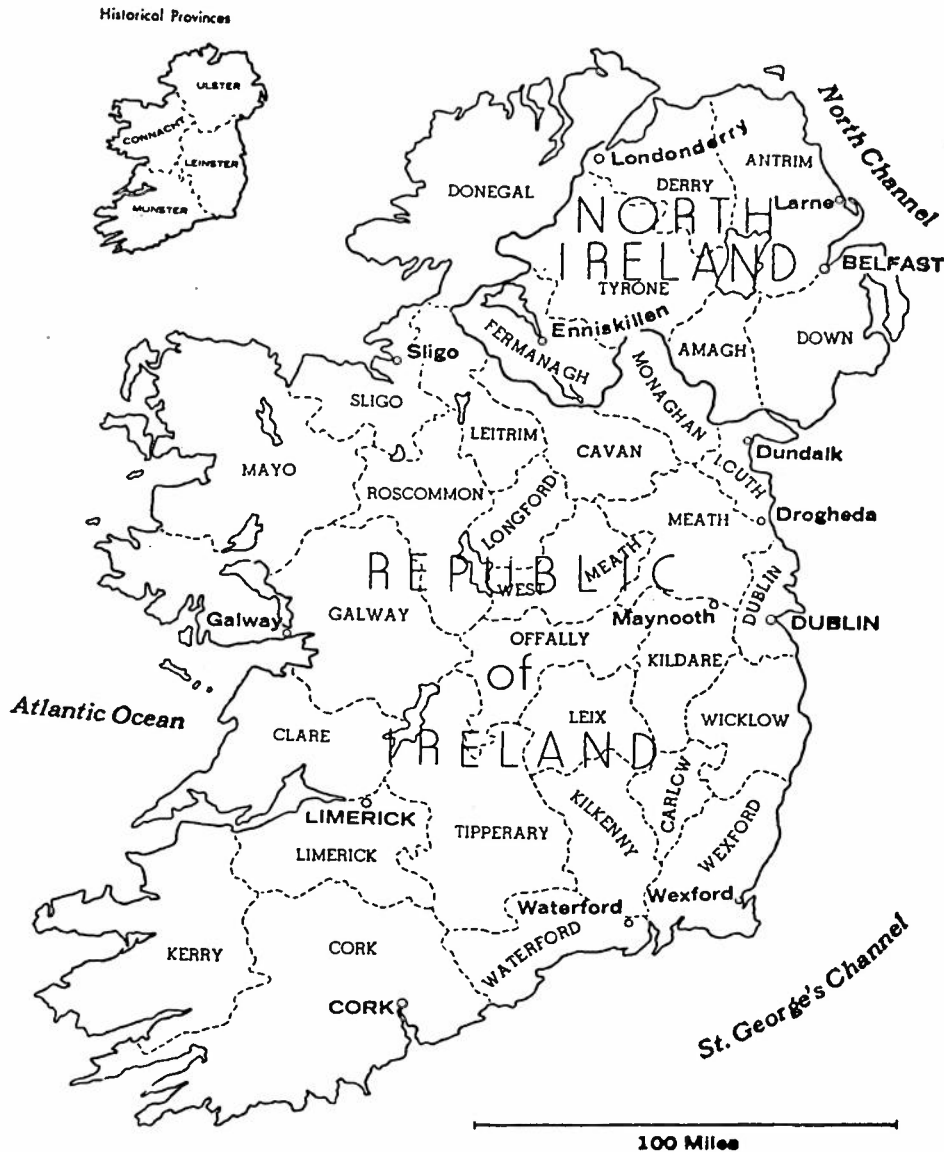 Historical Provinces
ULSTER
CONNACHT
LEINSTER
MUNSTER
North Channel
Londonderry
ANTRIM
DONEGAL
DERRY
Larne
NORTH
IRELAND
BELFAST
TYRONE
Enniskillen
FERMANAGH
AMAGH
DOWN
Sligo
MONAGHAN
SLIGO
LEITRIM
CAVAN
Dundalk
LOUTH
MAYO
ROSCOMMON
LONGFORD
MEATH
Drogheda
REPUBLIC
WEST
MEATH
DUBLIN
Galway
GALWAY
Maynooth
DUBLIN
OFFALLY
KILDARE
of
Atlantic Ocean
CLARE
LEIX
WICKLOW
IRELAND
CARLOW
LIMERICK
KILKENNY
TIPPERARY
WEXFORD
LIMERICK
Waterford
Wexford
KERRY
CORK
WATERFORD
CORK
St. George's Channel
100 Miles